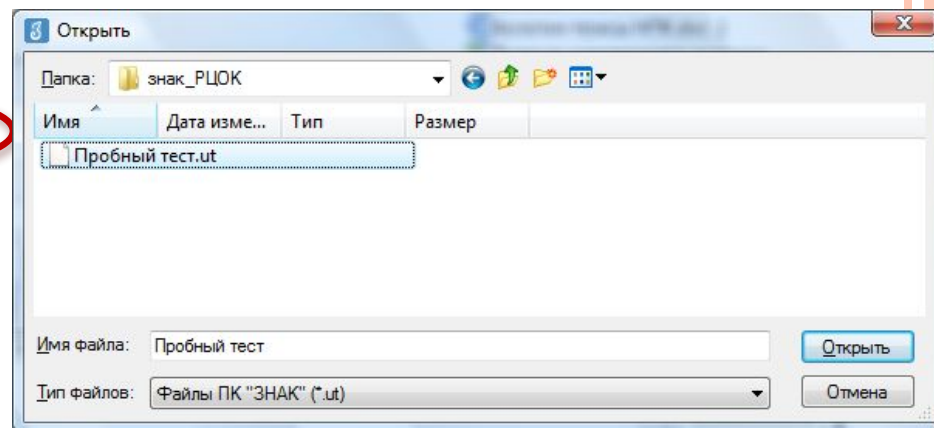 Открыть
Папка: знак_РЦОК
Имя Дата изме... Тип Размер
Пробный тест.ut
Имя файла: Пробный тест Открыть
Тип файлов: Файлы ПК "ЗНАК" (*.ut) Отмена